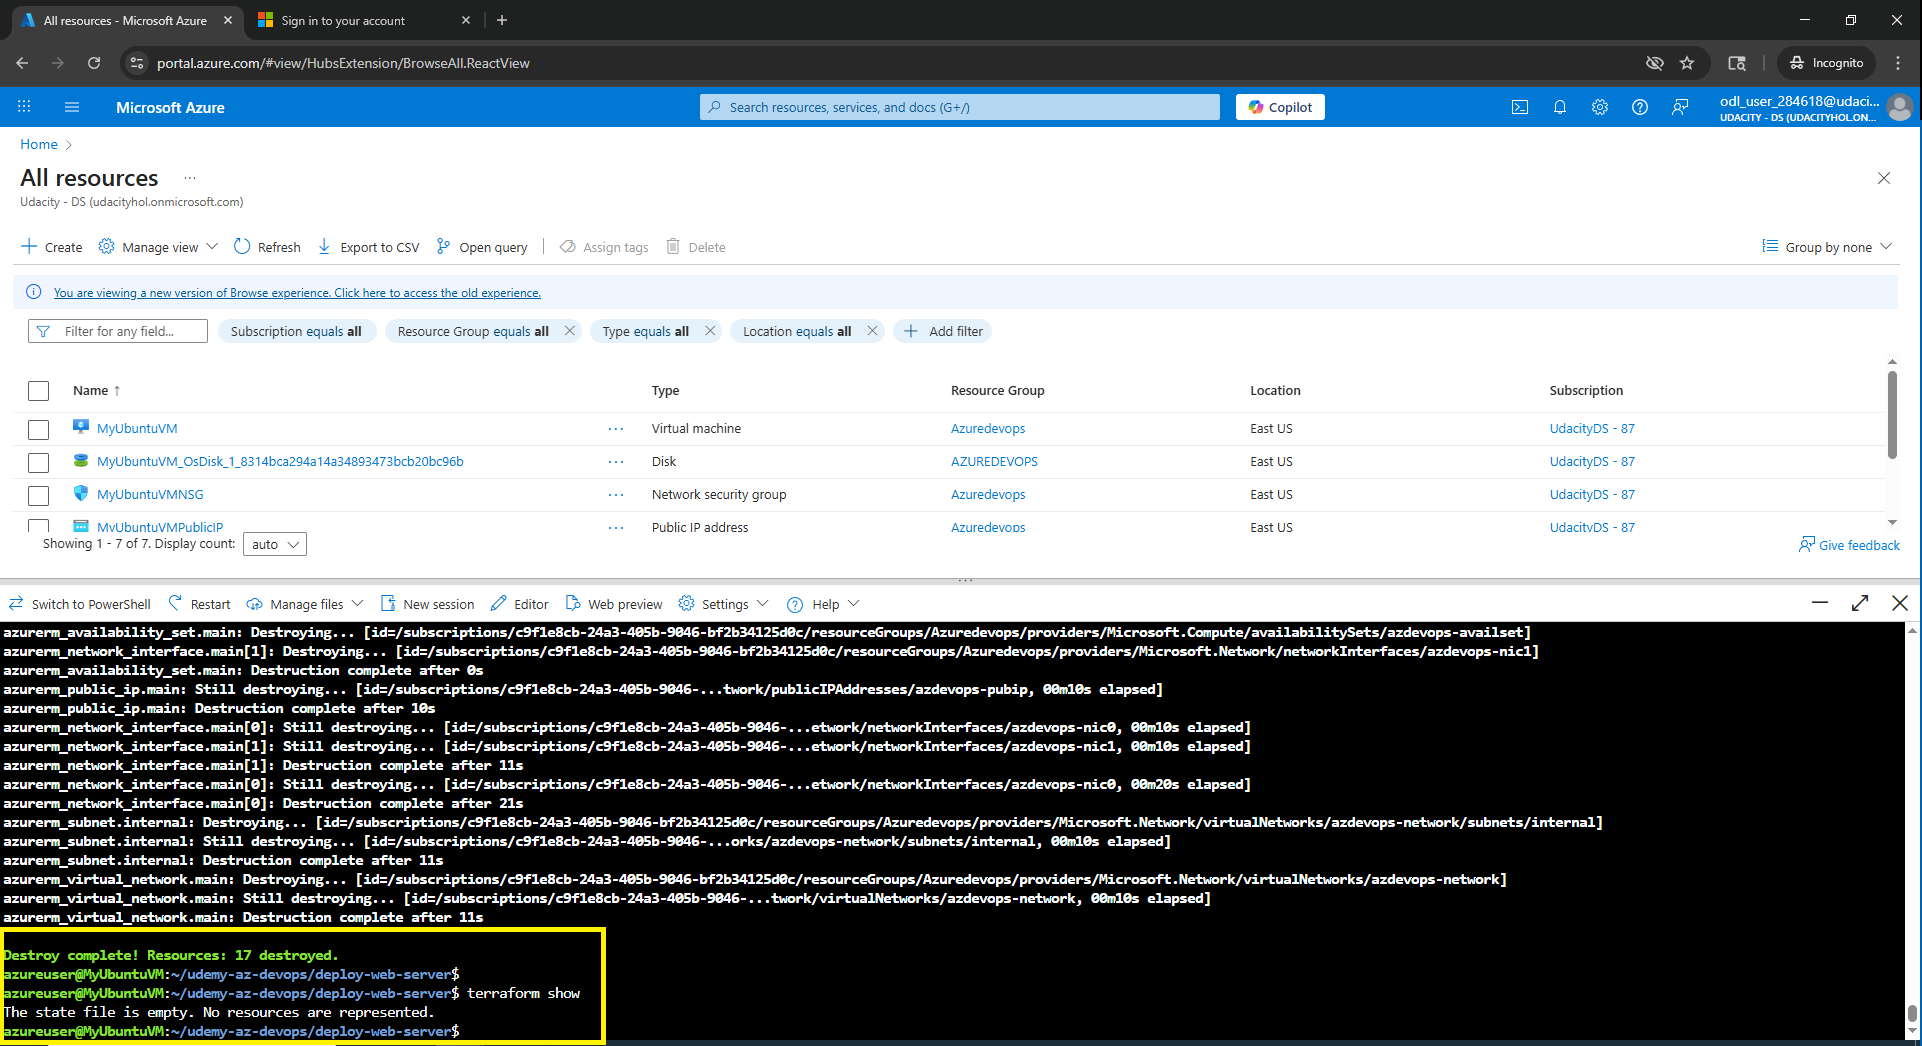 All resources - Microsoft Azure
Sign in to your account
portal.azure.com/#view/HubsExtension/BrowseAll.ReactView
Incognito
Microsoft Azure
Search resources, services, and docs (G+/)
Copilot
odl_user_284618@udaci...
UDACITY - DS (UDACITYHOL.ON...
Home
All resources
Udacity - DS (udacityhol.onmicrosoft.com)
Create Manage view Refresh Export to CSV Open query Assign tags Delete Group by none
You are viewing a new version of Browse experience. Click here to access the old experience.
Filter for any field... Subscription equals all Resource Group equals all Type equals all Location equals all Add filter
Name ↑ Type Resource Group Location Subscription
MyUbuntuVM ... Virtual machine Azuredevops East US UdacityDS - 87
MyUbuntuVM_OsDisk_1_8314bca294a14a34893473bcb20bc96b ... Disk AZUREDEVOPS East US UdacityDS - 87
MyUbuntuVMNSG ... Network security group Azuredevops East US UdacityDS - 87
MyUbuntuVMPublicIP ... Public IP address Azuredevops East US UdacityDS - 87
Showing 1 - 7 of 7. Display count: auto
Give feedback
Switch to PowerShell Restart Manage files New session Editor Web preview Settings Help
azurerm_availability_set.main: Destroying... [id=/subscriptions/c9f1e8cb-24a3-405b-9046-bf2b34125d0c/resourceGroups/Azuredevops/providers/Microsoft.Compute/availabilitySets/azdevops-availset]
azurerm_network_interface.main[1]: Destroying... [id=/subscriptions/c9f1e8cb-24a3-405b-9046-bf2b34125d0c/resourceGroups/Azuredevops/providers/Microsoft.Network/networkInterfaces/azdevops-nic1]
azurerm_availability_set.main: Destruction complete after 0s
azurerm_public_ip.main: Still destroying... [id=/subscriptions/c9f1e8cb-24a3-405b-9046-...twork/publicIPAddresses/azdevops-pubip, 00m10s elapsed]
azurerm_public_ip.main: Destruction complete after 10s
azurerm_network_interface.main[0]: Still destroying... [id=/subscriptions/c9f1e8cb-24a3-405b-9046-...etwork/networkInterfaces/azdevops-nic0, 00m10s elapsed]
azurerm_network_interface.main[1]: Still destroying... [id=/subscriptions/c9f1e8cb-24a3-405b-9046-...etwork/networkInterfaces/azdevops-nic1, 00m10s elapsed]
azurerm_network_interface.main[1]: Destruction complete after 11s
azurerm_network_interface.main[0]: Still destroying... [id=/subscriptions/c9f1e8cb-24a3-405b-9046-...etwork/networkInterfaces/azdevops-nic0, 00m20s elapsed]
azurerm_network_interface.main[0]: Destruction complete after 21s
azurerm_subnet.internal: Destroying... [id=/subscriptions/c9f1e8cb-24a3-405b-9046-bf2b34125d0c/resourceGroups/Azuredevops/providers/Microsoft.Network/virtualNetworks/azdevops-network/subnets/internal]
azurerm_subnet.internal: Still destroying... [id=/subscriptions/c9f1e8cb-24a3-405b-9046-...orks/azdevops-network/subnets/internal, 00m10s elapsed]
azurerm_subnet.internal: Destruction complete after 11s
azurerm_virtual_network.main: Destroying... [id=/subscriptions/c9f1e8cb-24a3-405b-9046-bf2b34125d0c/resourceGroups/Azuredevops/providers/Microsoft.Network/virtualNetworks/azdevops-network]
azurerm_virtual_network.main: Still destroying... [id=/subscriptions/c9f1e8cb-24a3-405b-9046-...twork/virtualNetworks/azdevops-network, 00m10s elapsed]
azurerm_virtual_network.main: Destruction complete after 11s
Destroy complete! Resources: 17 destroyed.
azureuser@MyUbuntuVM:~/udemy-az-devops/deploy-web-server$
azureuser@MyUbuntuVM:~/udemy-az-devops/deploy-web-server$ terraform show
The state file is empty. No resources are represented.
azureuser@MyUbuntuVM:~/udemy-az-devops/deploy-web-server$